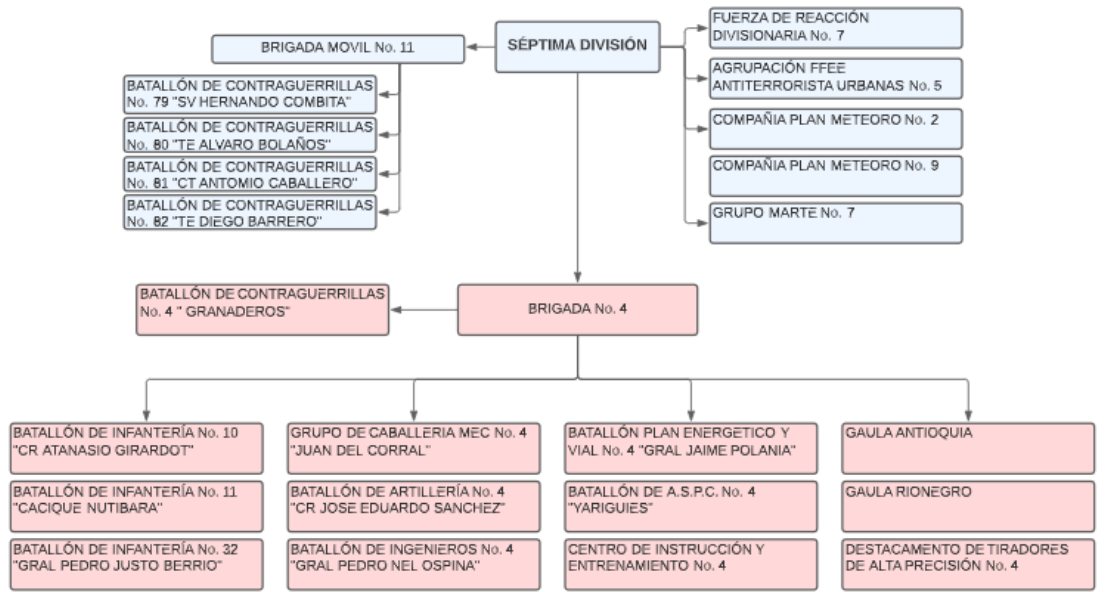 SÉPTIMA DIVISIÓN
BRIGADA MOVIL No. 11
BATALLÓN DE CONTRAGUERRILLAS
No. 79 "SV HERNANDO COMBITA"
BATALLÓN DE CONTRAGUERRILLAS
No. 80 "TE ALVARO BOLAÑOS"
BATALLÓN DE CONTRAGUERRILLAS
No. 81 "CT ANTOMIO CABALLERO"
BATALLÓN DE CONTRAGUERRILLAS
No. 82 "TE DIEGO BARRERO"
FUERZA DE REACCIÓN
DIVISIONARIA No. 7
AGRUPACIÓN FFEE
ANTITERRORISTA URBANAS No. 5
COMPAÑIA PLAN METEORO No. 2
COMPAÑIA PLAN METEORO No. 9
GRUPO MARTE No. 7
BATALLÓN DE CONTRAGUERRILLAS
No. 4 " GRANADEROS"
BRIGADA No. 4
BATALLÓN DE INFANTERÍA No. 10
"CR ATANASIO GIRARDOT"
BATALLÓN DE INFANTERÍA No. 11
"CACIQUE NUTIBARA"
BATALLÓN DE INFANTERÍA No. 32
"GRAL PEDRO JUSTO BERRIO"
GRUPO DE CABALLERIA MEC No. 4
"JUAN DEL CORRAL"
BATALLÓN DE ARTILLERÍA No. 4
"CR JOSE EDUARDO SANCHEZ"
BATALLÓN DE INGENIEROS No. 4
"GRAL PEDRO NEL OSPINA"
BATALLÓN PLAN ENERGETICO Y
VIAL No. 4 "GRAL JAIME POLANIA"
BATALLÓN DE A.S.P.C. No. 4
"YARIGUIES"
CENTRO DE INSTRUCCIÓN Y
ENTRENAMIENTO No. 4
GAULA ANTIOQUIA
GAULA RIONEGRO
DESTACAMENTO DE TIRADORES
DE ALTA PRECISIÓN No. 4